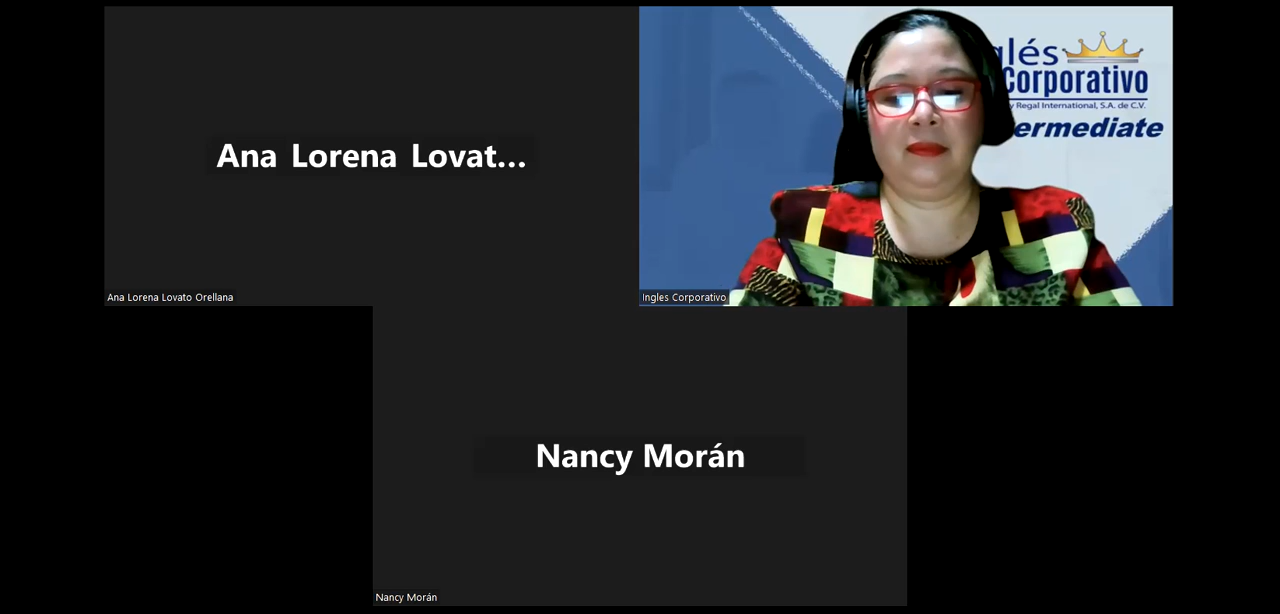 Ana Lorena Lovat...
Ana Lorena Lovato Orellana
glés
Corporativo
y Regal International, S.A. de C.V.
ermediate
Ingles Corporativo
Nancy Morán
Nancy Morán